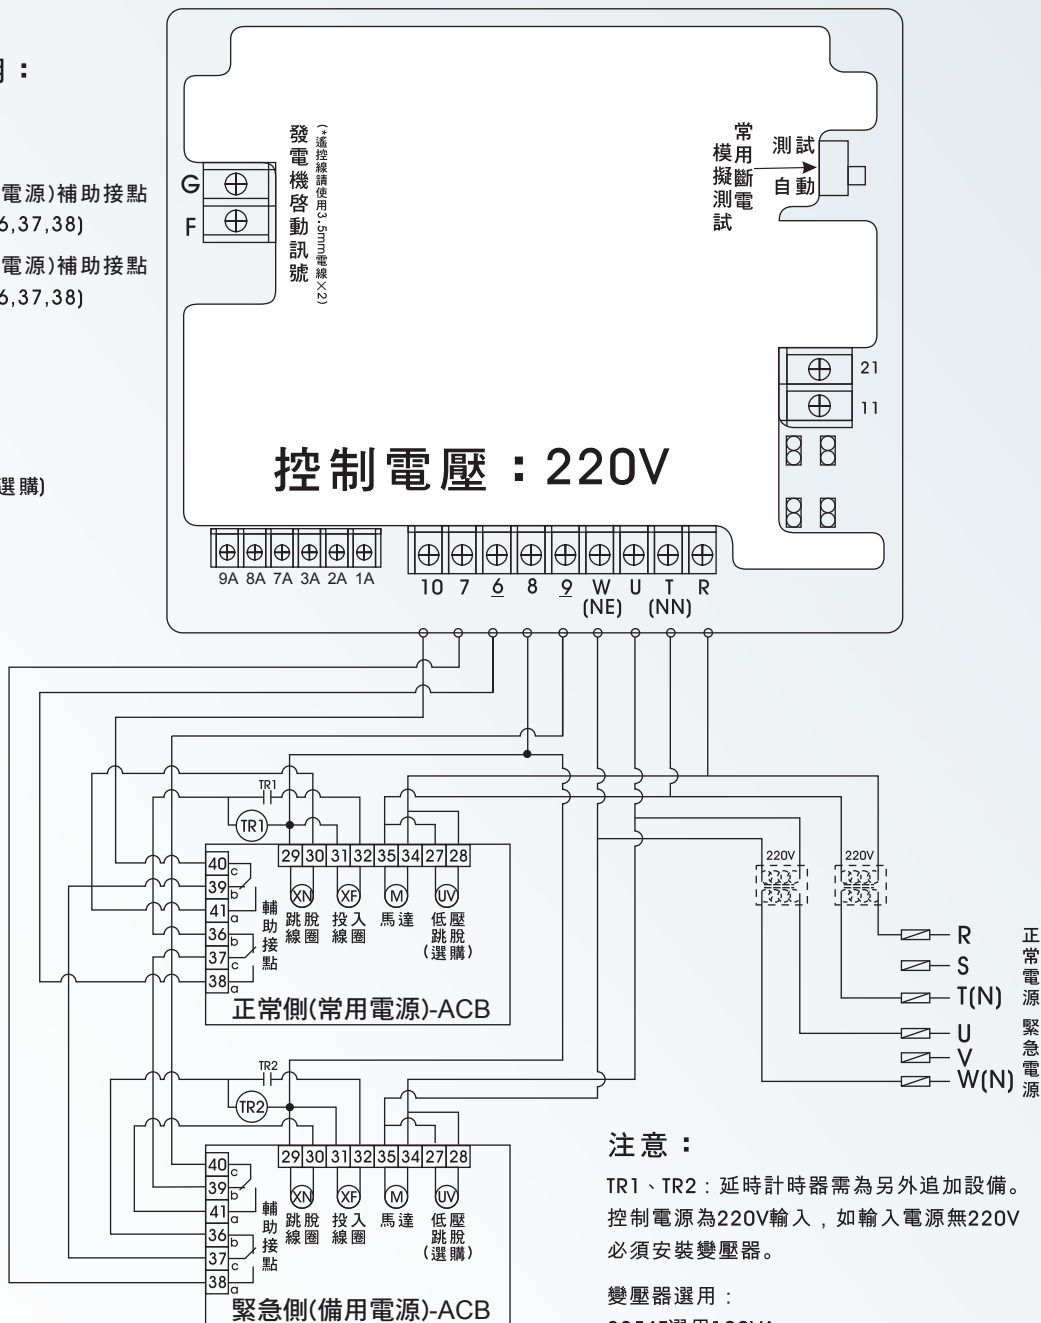 用：
電源)補助接點
6,37,38)
電源)補助接點
6,37,38)
選購)
G
F
發電機啓動訊號
(*遙控線請使用3.5mm電線×2)
常用斷電
模擬測試
測試
自動
21
11
控制電壓：220V
9A 8A 7A 3A 2A 1A
10 7 6 8 9 W U T R
(NE) (NN)
TR1
TR1
29 30 31 32 35 34 27 28
40 c
39 b
41 a
36 b
37 c
38 a
輔助接點
XN XF M UV
跳脫線圈
投入線圈
馬達
低壓跳脫(選購)
正常側(常用電源)-ACB
220V 220V
R
S
T(N)
正常電源
U
V
W(N)
緊急電源
TR2
TR2
29 30 31 32 35 34 27 28
40 c
39 b
41 a
36 b
37 c
38 a
輔助接點
XN XF M UV
跳脫線圈
投入線圈
馬達
低壓跳脫(選購)
緊急側(備用電源)-ACB
注意：
TR1、TR2：延時計時器需為另外追加設備。
控制電源為220V輸入，如輸入電源無220V
必須安裝變壓器。
變壓器選用：